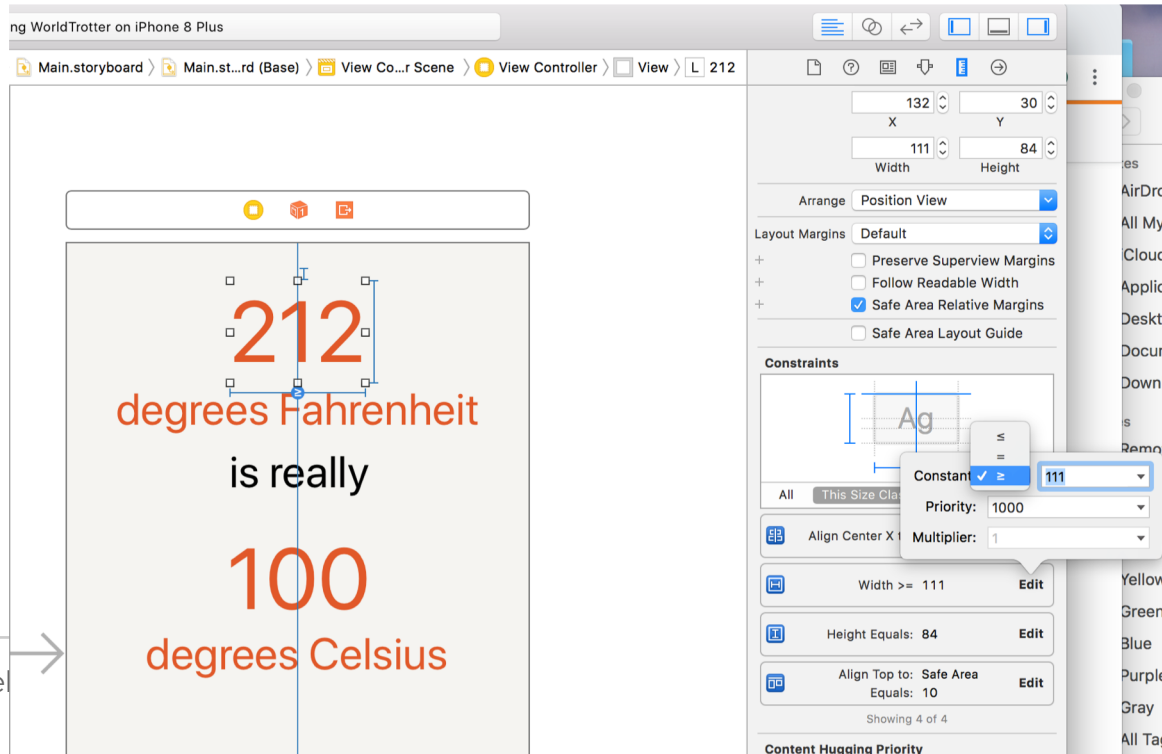 ng WorldTrotter on iPhone 8 Plus
Main.storyboard
Main.st...rd (Base)
View Co...r Scene
View Controller
View
L 212
132
30
X
Y
111
84
Width
Height
Arrange Position View
Layout Margins Default
Preserve Superview Margins
Follow Readable Width
Safe Area Relative Margins
Safe Area Layout Guide
Constraints
Ag
All
This Size Cla
Align Center X t
≤
=
✓ ≥
Constant
111
Priority: 1000
Multiplier: 1
Width >= 111 Edit
Height Equals: 84 Edit
Align Top to: Safe Area
Equals: 10
Edit
Showing 4 of 4
Content Hugging Priority
212
degrees Fahrenheit
is really
100
degrees Celsius
el
es
AirDro
All My
iCloud
Applic
Deskt
Docun
Down
s
Remo
Yellow
Green
Blue
Purple
Gray
All Ta